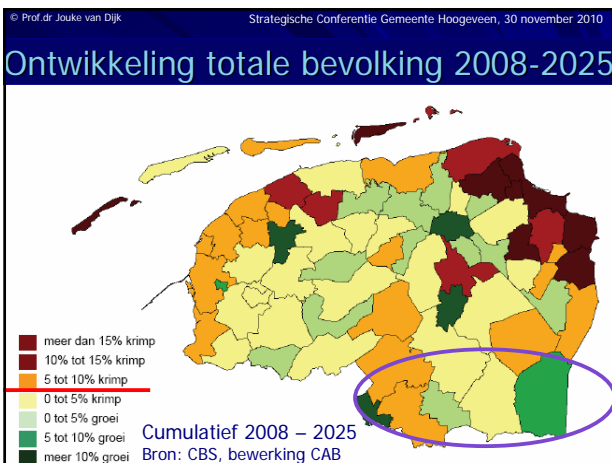 © Prof.dr Jouke van Dijk
Strategische Conferentie Gemeente Hoogeveen, 30 november 2010
Ontwikkeling totale bevolking 2008-2025
meer dan 15% krimp
10% tot 15% krimp
5 tot 10% krimp
0 tot 5% krimp
0 tot 5% groei
5 tot 10% groei
meer 10% groei
Cumulatief 2008 – 2025
Bron: CBS, bewerking CAB